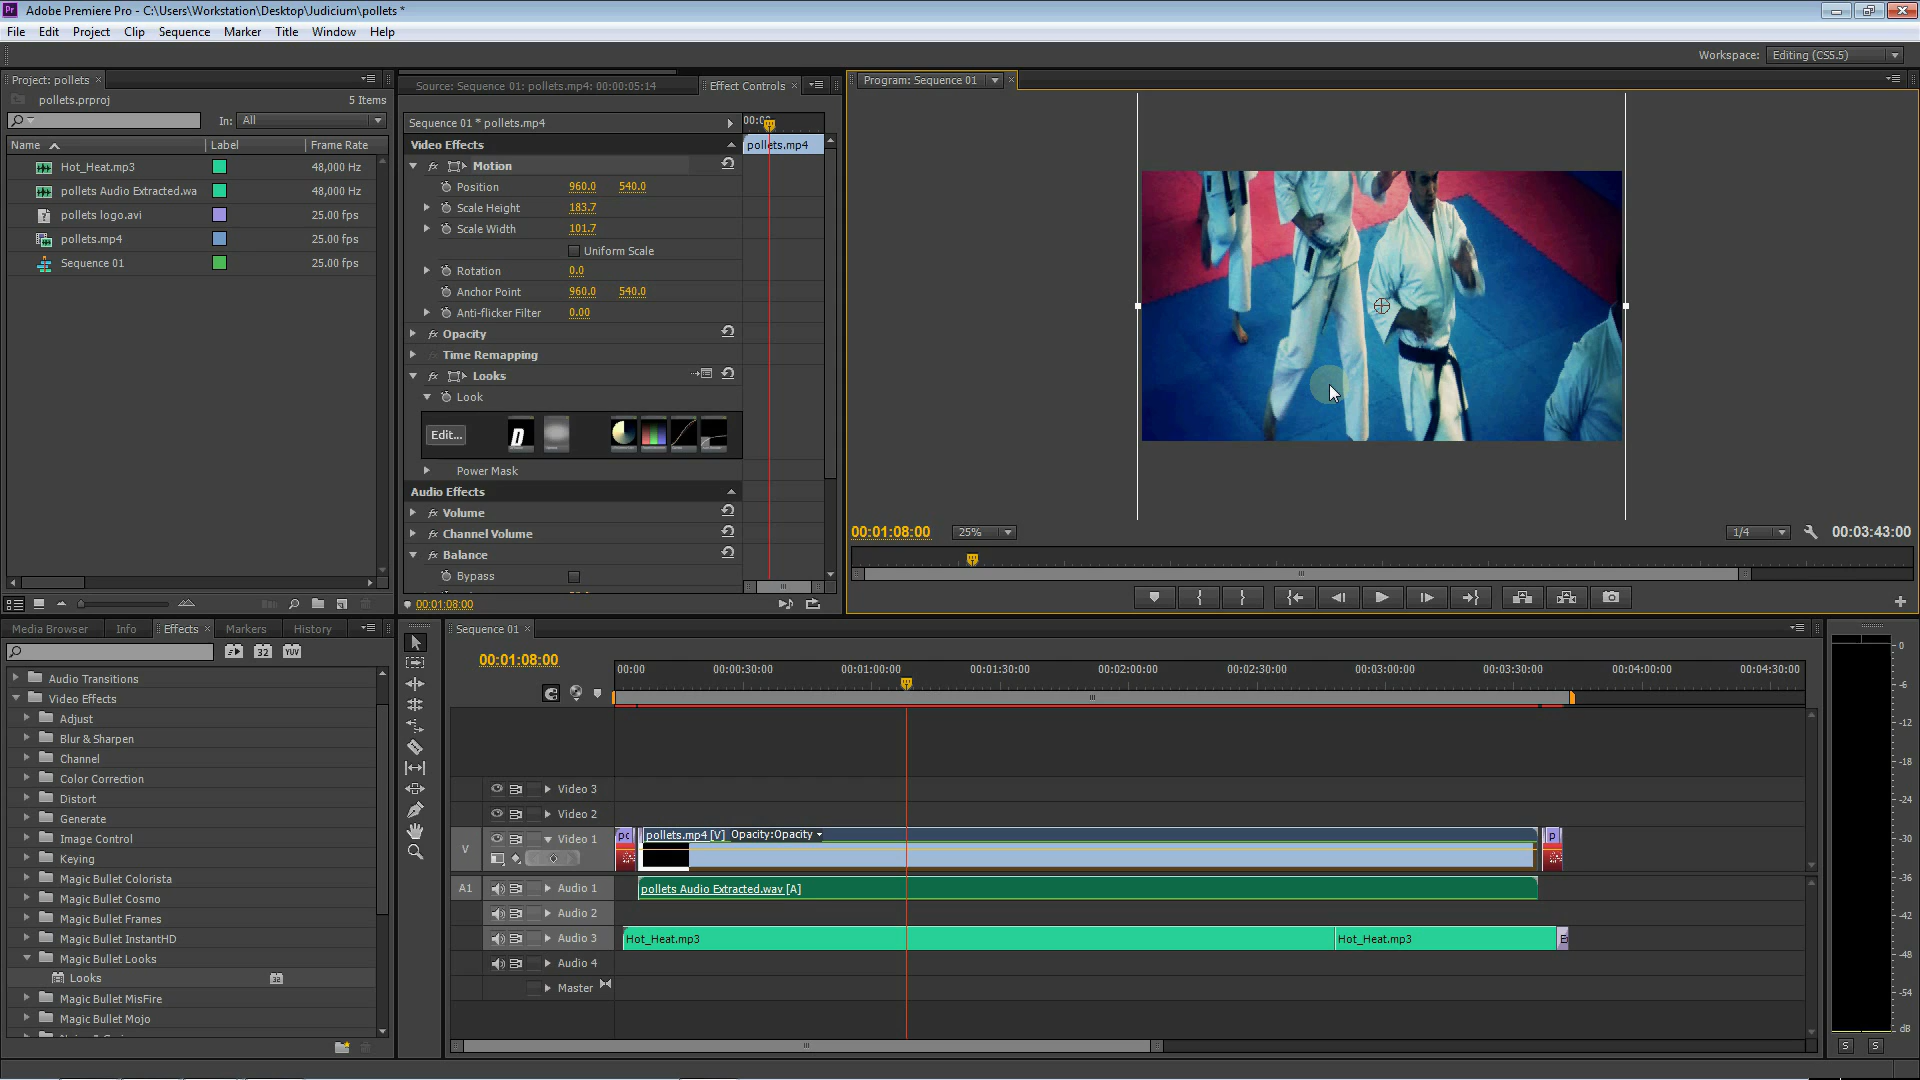 Adobe Premiere Pro - C:\Users\Workstation\Desktop\Judicium\pollets *
File Edit Project Clip Sequence Marker Title Window Help
Workspace: Editing (CS5.5)
Project: pollets
pollets.prproj 5 Items
In: All
Name Label Frame Rate
Hot_Heat.mp3 48,000 Hz
pollets Audio Extracted.wa 48,000 Hz
pollets logo.avi 25.00 fps
pollets.mp4 25.00 fps
Sequence 01 25.00 fps
Source: Sequence 01: pollets.mp4: 00:00:05:14 Effect Controls
Sequence 01 * pollets.mp4
Video Effects pollets.mp4
fx Motion
Position 960.0 540.0
Scale Height 183.7
Scale Width 101.7
Uniform Scale
Rotation 0.0
Anchor Point 960.0 540.0
Anti-flicker Filter 0.00
fx Opacity
Time Remapping
fx Looks
Look
Edit...
Power Mask
Audio Effects
fx Volume
fx Channel Volume
fx Balance
Bypass
00:01:08:00
Program: Sequence 01
00:01:08:00 25% 1/4 00:03:43:00
Media Browser Info Effects Markers History
32 YUV
Audio Transitions
Video Effects
Adjust
Blur & Sharpen
Channel
Color Correction
Distort
Generate
Image Control
Keying
Magic Bullet Colorista
Magic Bullet Cosmo
Magic Bullet Frames
Magic Bullet InstantHD
Magic Bullet Looks
Looks 32
Magic Bullet MisFire
Magic Bullet Mojo
Sequence 01
00:01:08:00
00:00 00:00:30:00 00:01:00:00 00:01:30:00 00:02:00:00 00:02:30:00 00:03:00:00 00:03:30:00 00:04:00:00 00:04:30:00
Video 3
Video 2
V Video 1 pollets.mp4 [V] Opacity:Opacity
A1 Audio 1 pollets Audio Extracted.wav [A]
Audio 2
Audio 3 Hot_Heat.mp3 Hot_Heat.mp3
Audio 4
Master
0
-6
-12
-18
-24
-30
-36
-42
-48
-54
dB
S S